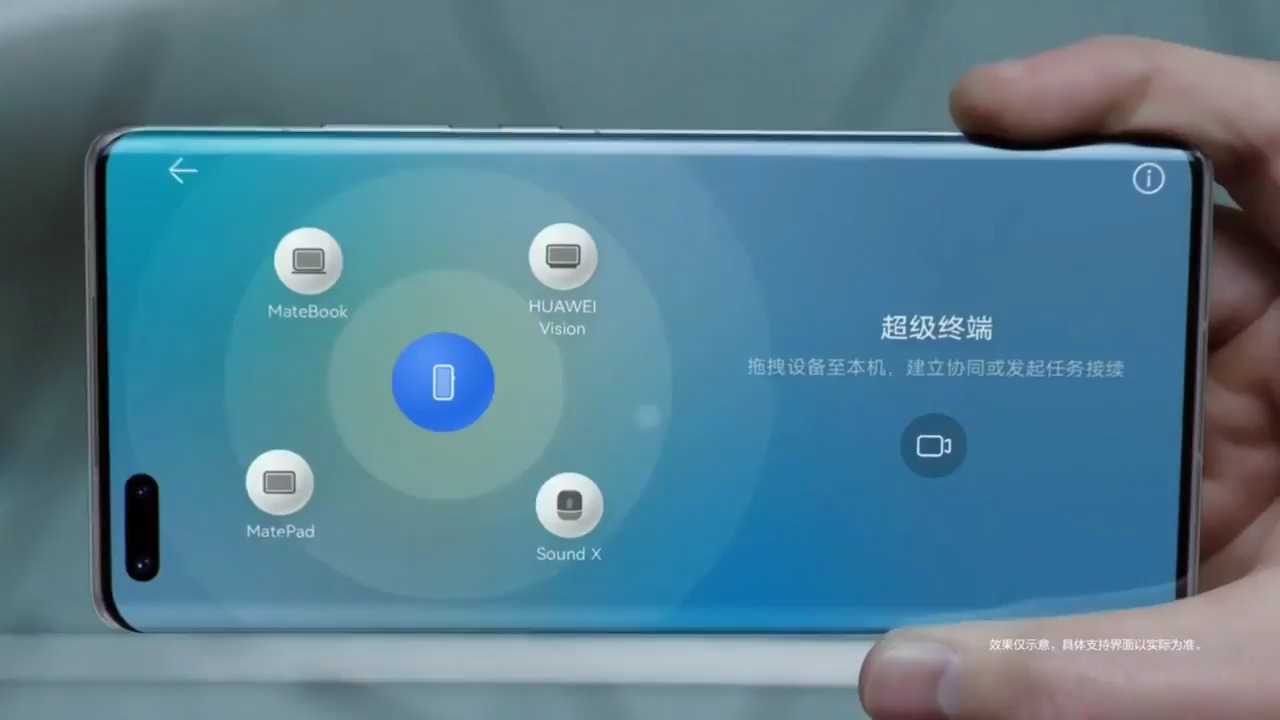 MateBook
HUAWEI
Vision
超级终端
拖拽设备至本机，建立协同或发起任务接续
MatePad
Sound X
效果仅示意，具体支持界面以实际为准。